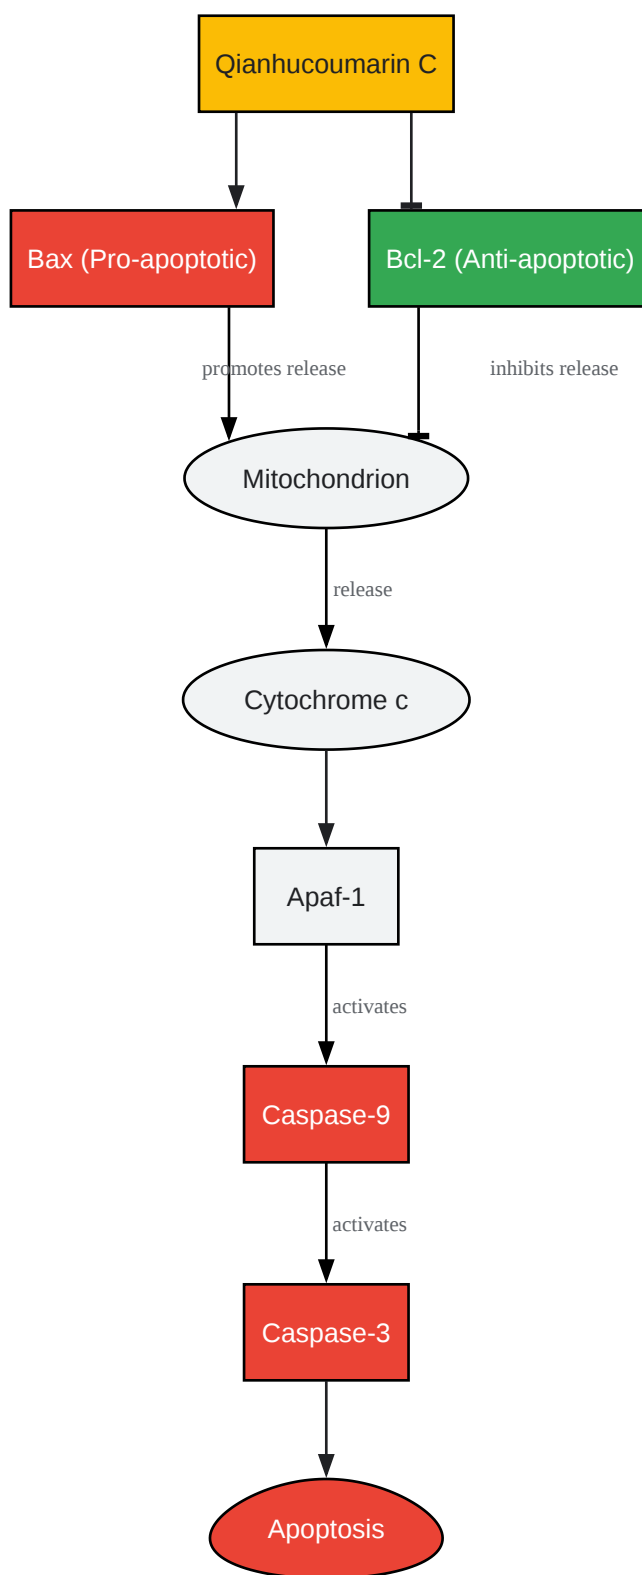 Qianhucoumarin C
Bax (Pro-apoptotic)
Bcl-2 (Anti-apoptotic)
promotes release
inhibits release
Mitochondrion
release
Cytochrome c
Apaf-1
activates
Caspase-9
activates
Caspase-3
Apoptosis